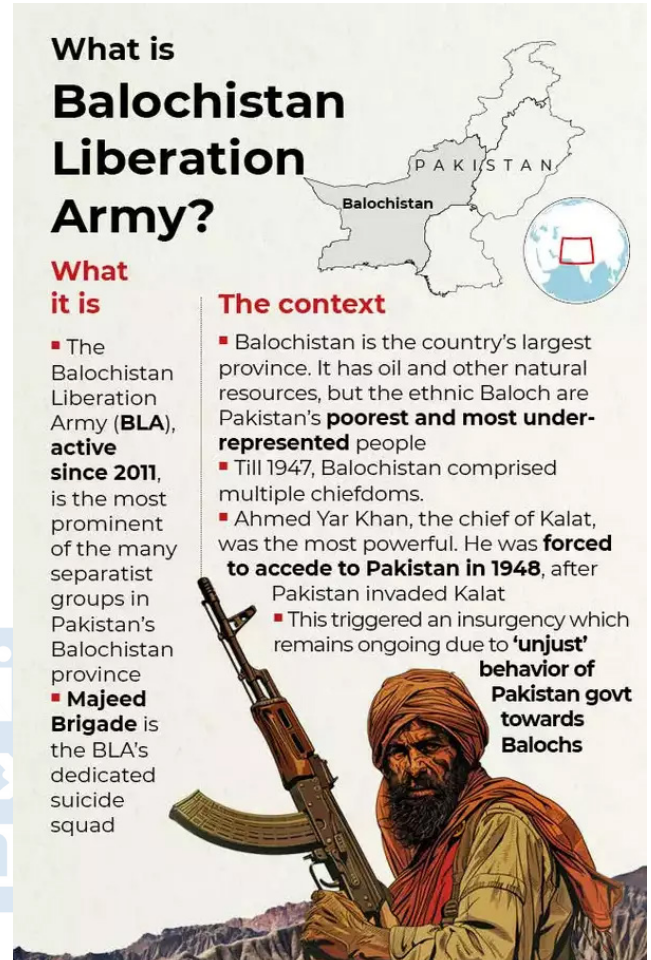 What is
Balochistan
Liberation
Army?
PAKISTAN
Balochistan
What
it is
▪ The
Balochistan
Liberation
Army (BLA),
active
since 2011,
is the most
prominent
of the many
separatist
groups in
Pakistan's
Balochistan
province
▪ Majeed
Brigade is
the BLA's
dedicated
suicide
squad
The context
▪ Balochistan is the country's largest
province. It has oil and other natural
resources, but the ethnic Baloch are
Pakistan's poorest and most under-
represented people
▪ Till 1947, Balochistan comprised
multiple chiefdoms.
▪ Ahmed Yar Khan, the chief of Kalat,
was the most powerful. He was forced
to accede to Pakistan in 1948, after
Pakistan invaded Kalat
▪ This triggered an insurgency which
remains ongoing due to 'unjust'
behavior of
Pakistan govt
towards
Balochs